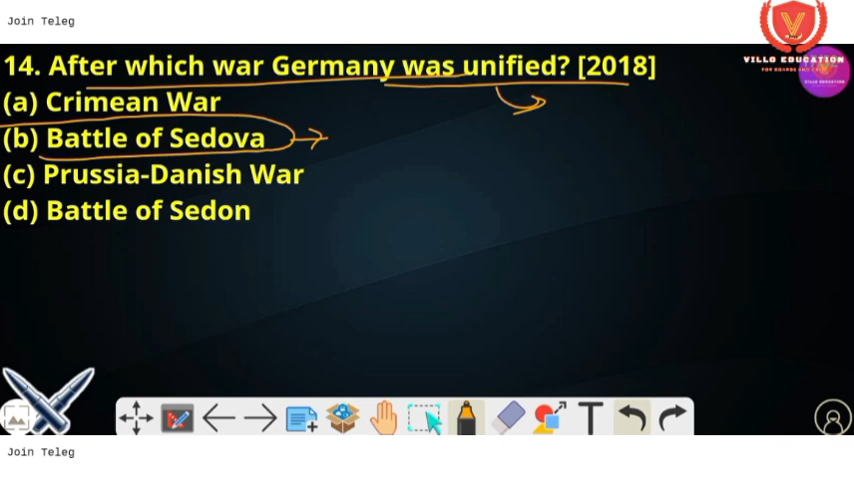 Join Teleg
14. After which war Germany was unified? [2018]
(a) Crimean War
(b) Battle of Sedova
(c) Prussia-Danish War
(d) Battle of Sedon
VILLO EDUCATION
Join Teleg